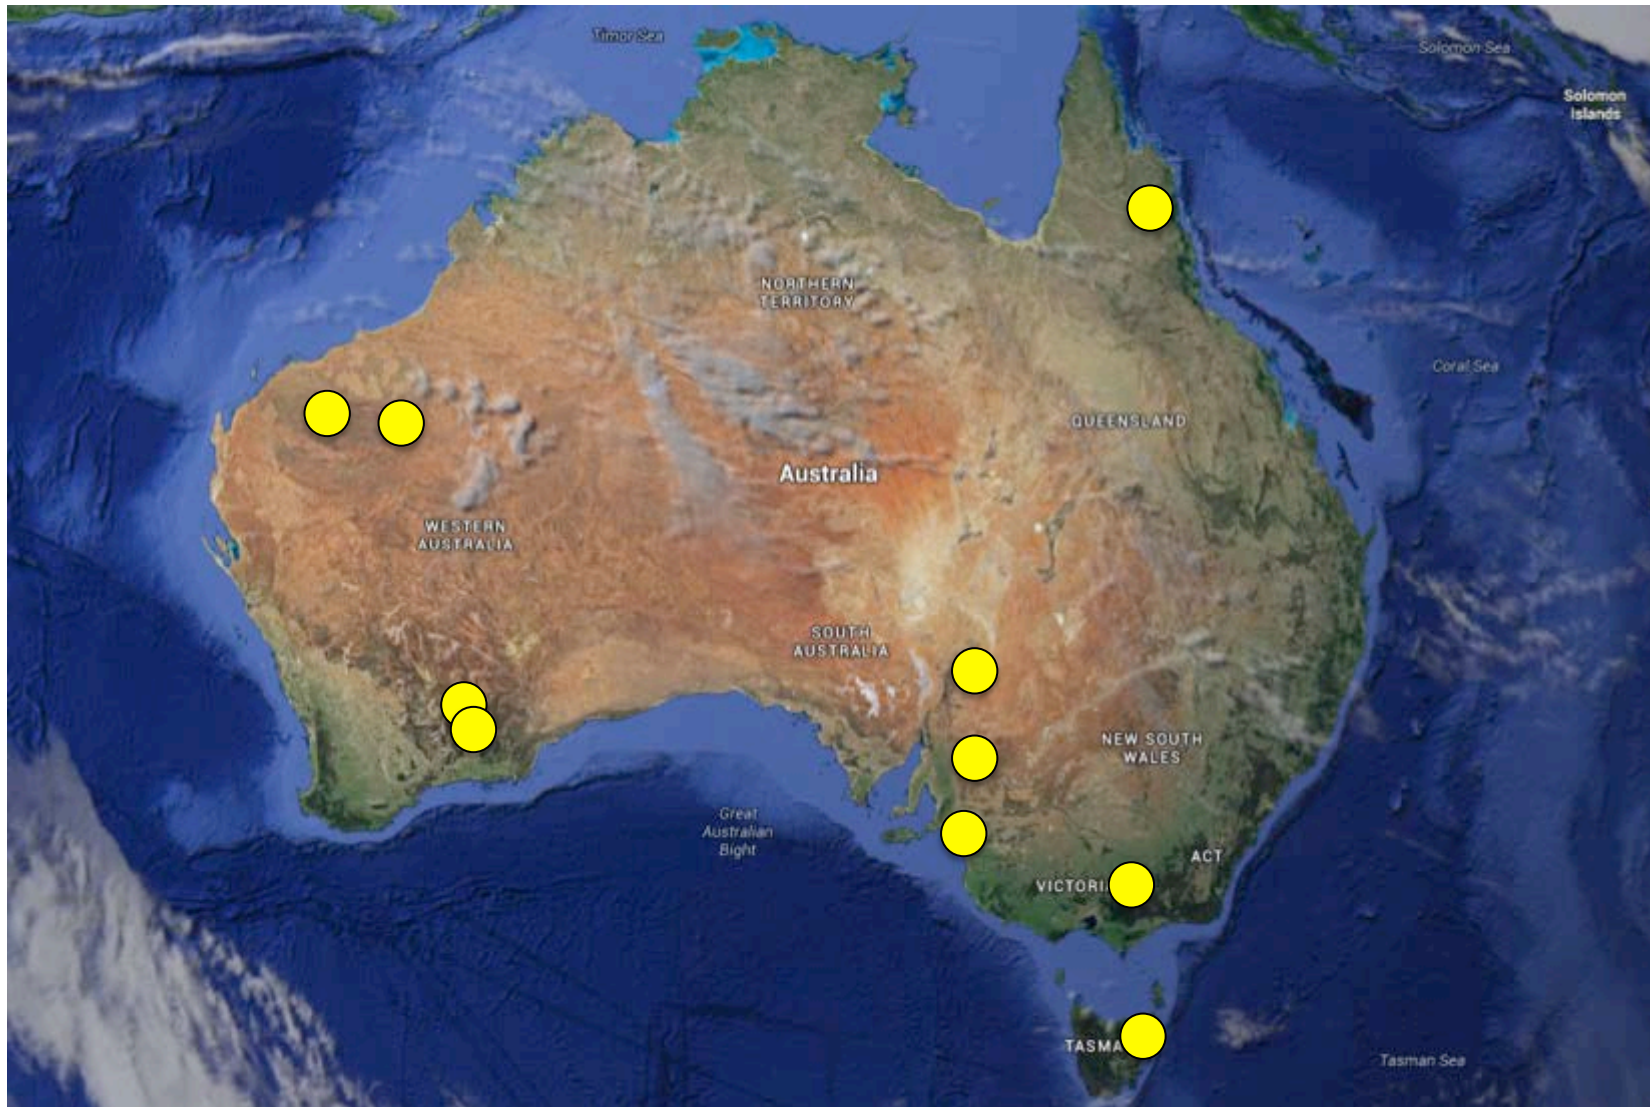 Timor Sea
Solomon Sea
Solomon
Islands
NORTHERN
TERRITORY
Coral Sea
QUEENSLAND
Australia
WESTERN
AUSTRALIA
SOUTH
AUSTRALIA
NEW SOUTH
WALES
Great
Australian
Bight
ACT
VICTORI
TASMA
Tasman Sea